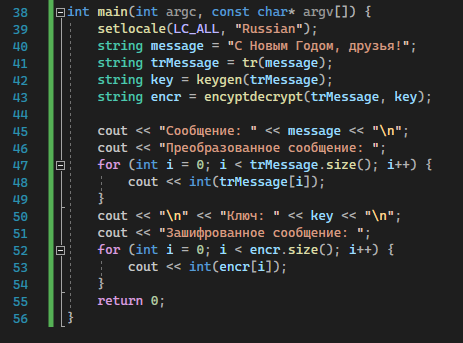 38 int main(int argc, const char* argv[]) {
39 setlocale(LC_ALL, "Russian");
40 string message = "С Новым Годом, друзья!";
41 string trMessage = tr(message);
42 string key = keygen(trMessage);
43 string encr = encyptdecrypt(trMessage, key);
44
45 cout << "Сообщение: " << message << "\n";
46 cout << "Преобразованное сообщение: ";
47 for (int i = 0; i < trMessage.size(); i++) {
48 cout << int(trMessage[i]);
49 }
50 cout << "\n" << "Ключ: " << key << "\n";
51 cout << "Зашифрованное сообщение: ";
52 for (int i = 0; i < encr.size(); i++) {
53 cout << int(encr[i]);
54 }
55 return 0;
56 }